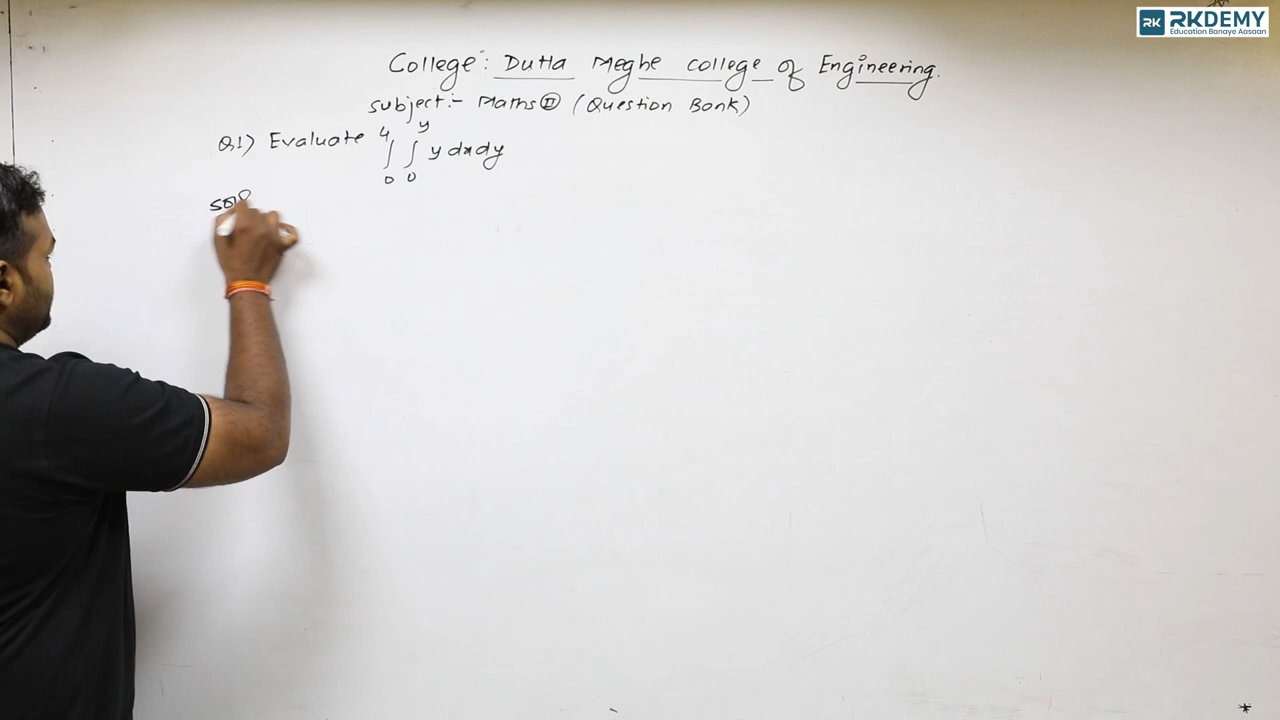 RK RKDEMY
Education Banaye Aasaan
College: Dutta Meghe college of Engineering.
Subject:- Maths Ⓘⓘ (Question Bank)
Q.1) Evaluate ∫₀⁴ ∫₀ʸ y dx dy